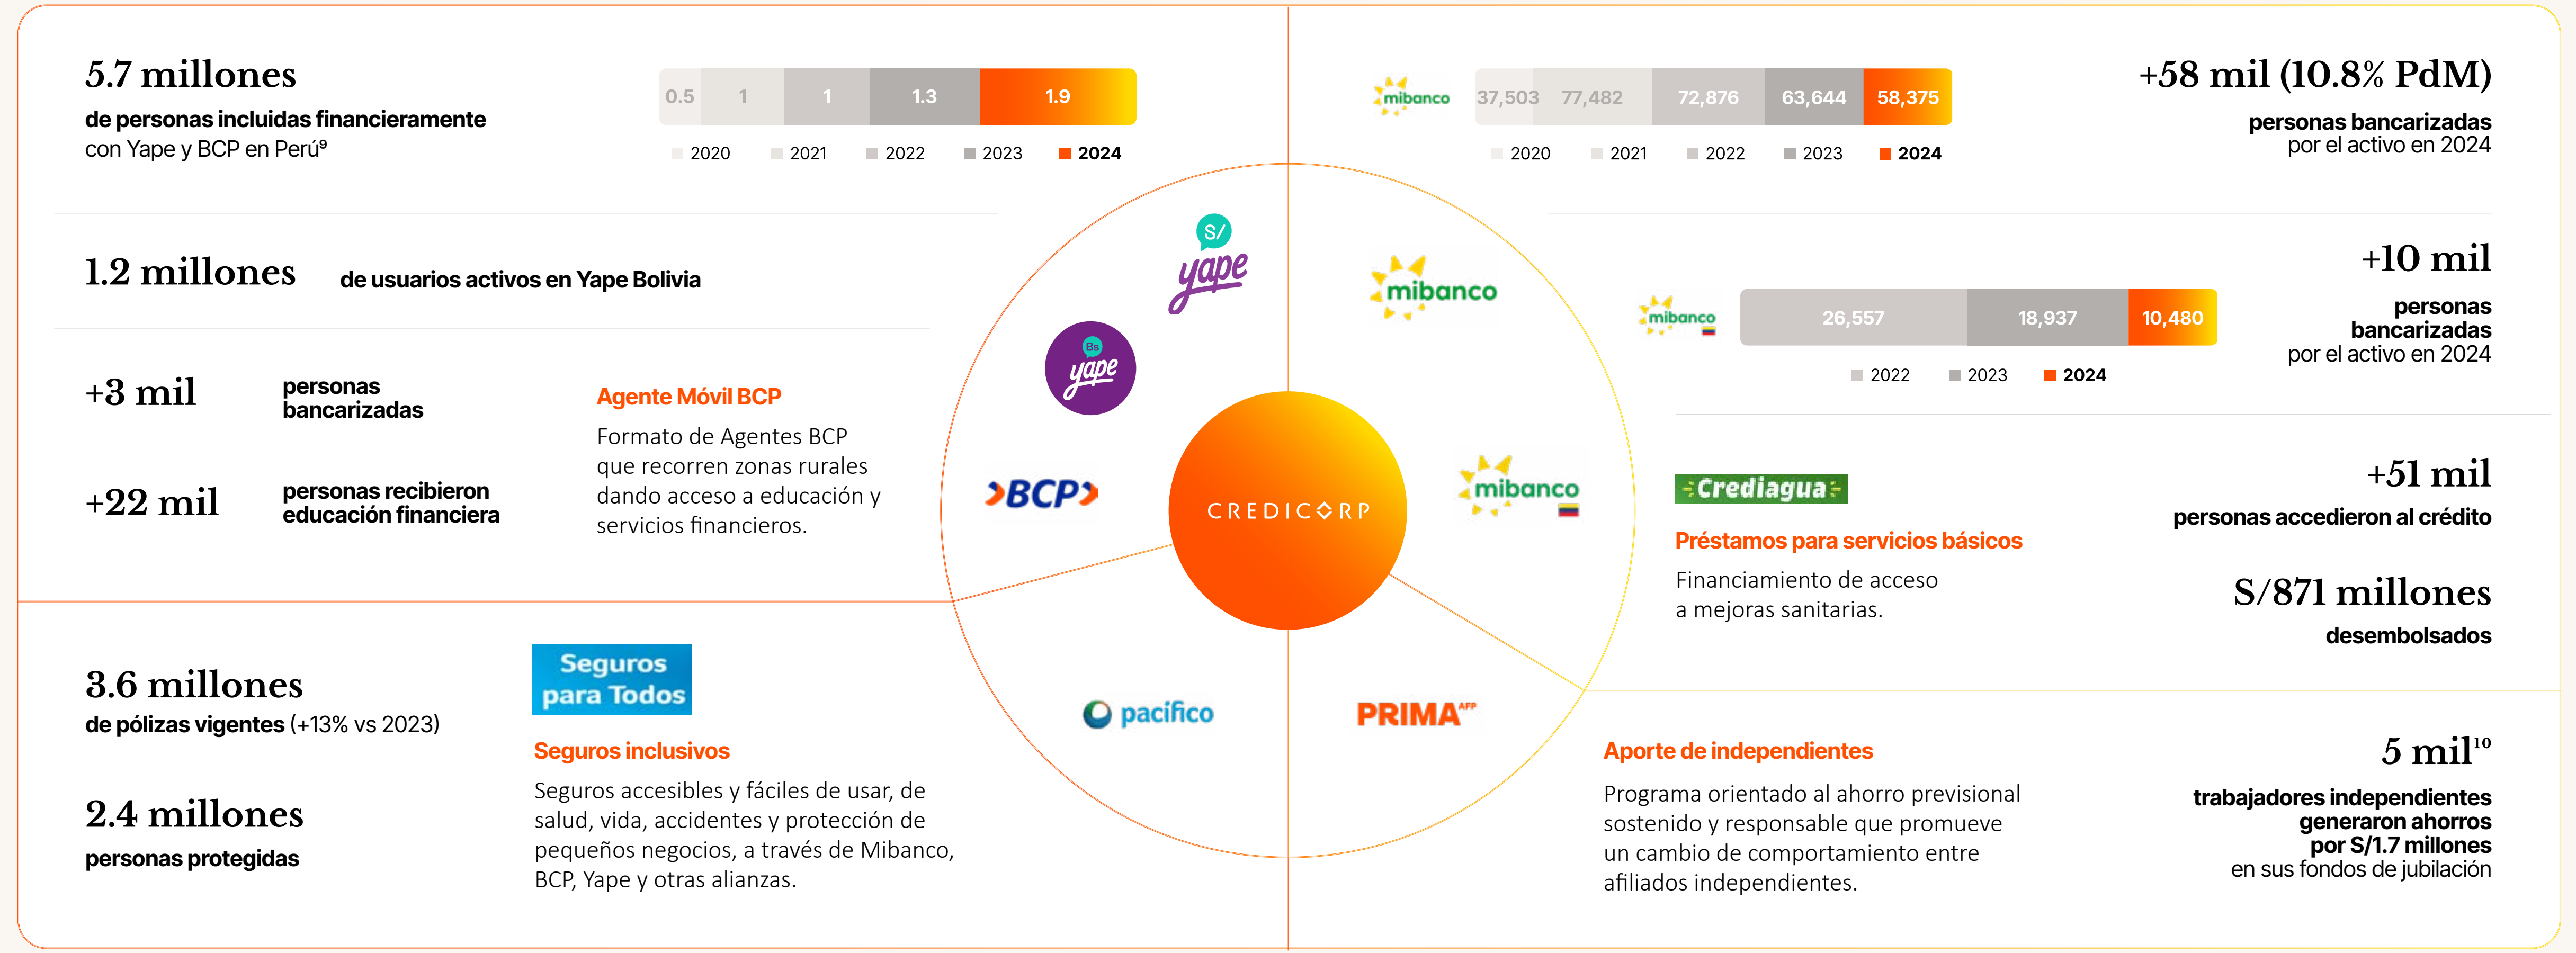 5.7 millones
de personas incluidas financieramente
con Yape y BCP en Perú⁹
0.5 1 1 1.3 1.9
2020 2021 2022 2023 2024
1.2 millones
de usuarios activos en Yape Bolivia
+3 mil
personas
bancarizadas
+22 mil
personas recibieron
educación financiera
Agente Móvil BCP
Formato de Agentes BCP
que recorren zonas rurales
dando acceso a educación y
servicios financieros.
3.6 millones
de pólizas vigentes (+13% vs 2023)
2.4 millones
personas protegidas
Seguros
para Todos
Seguros inclusivos
Seguros accesibles y fáciles de usar, de
salud, vida, accidentes y protección de
pequeños negocios, a través de Mibanco,
BCP, Yape y otras alianzas.
S/
yape
Bs
yape
BCP
mibanco
mibanco
CREDICORP
pacífico
PRIMA AFP
mibanco
37,503 77,482 72,876 63,644 58,375
2020 2021 2022 2023 2024
+58 mil (10.8% PdM)
personas bancarizadas
por el activo en 2024
mibanco
26,557 18,937 10,480
2022 2023 2024
+10 mil
personas
bancarizadas
por el activo en 2024
Crediagua
Préstamos para servicios básicos
Financiamiento de acceso
a mejoras sanitarias.
+51 mil
personas accedieron al crédito
S/871 millones
desembolsados
Aporte de independientes
Programa orientado al ahorro previsional
sostenido y responsable que promueve
un cambio de comportamiento entre
afiliados independientes.
5 mil¹⁰
trabajadores independientes
generaron ahorros
por S/1.7 millones
en sus fondos de jubilación